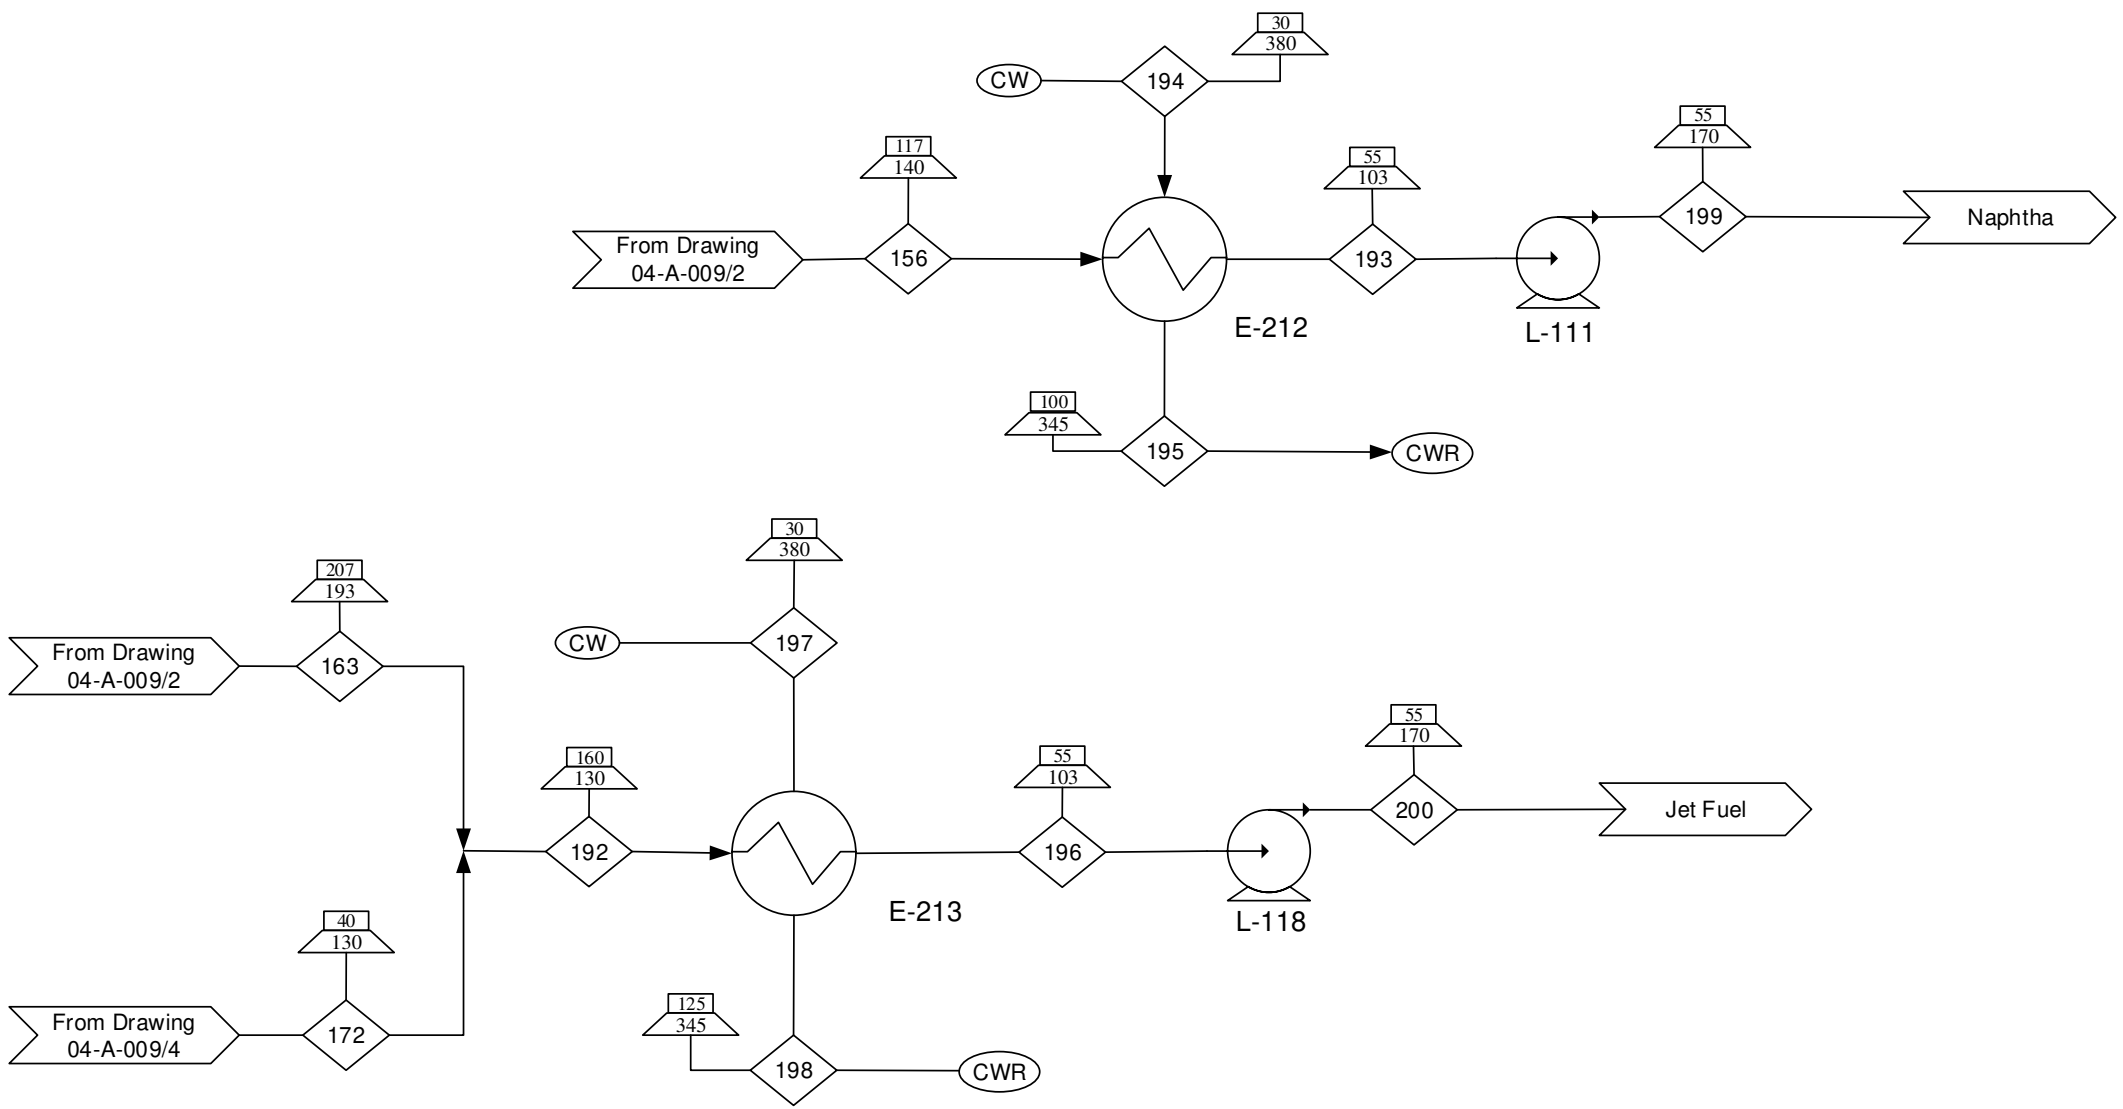 30
380
CW
194
55
170
117
140
55
103
199
Naphtha
From Drawing
04-A-009/2
156
193
E-212
L-111
100
345
195
CWR
30
380
207
193
CW
197
From Drawing
04-A-009/2
163
55
170
160
130
55
103
200
Jet Fuel
192
196
E-213
L-118
40
130
125
345
From Drawing
04-A-009/4
172
198
CWR